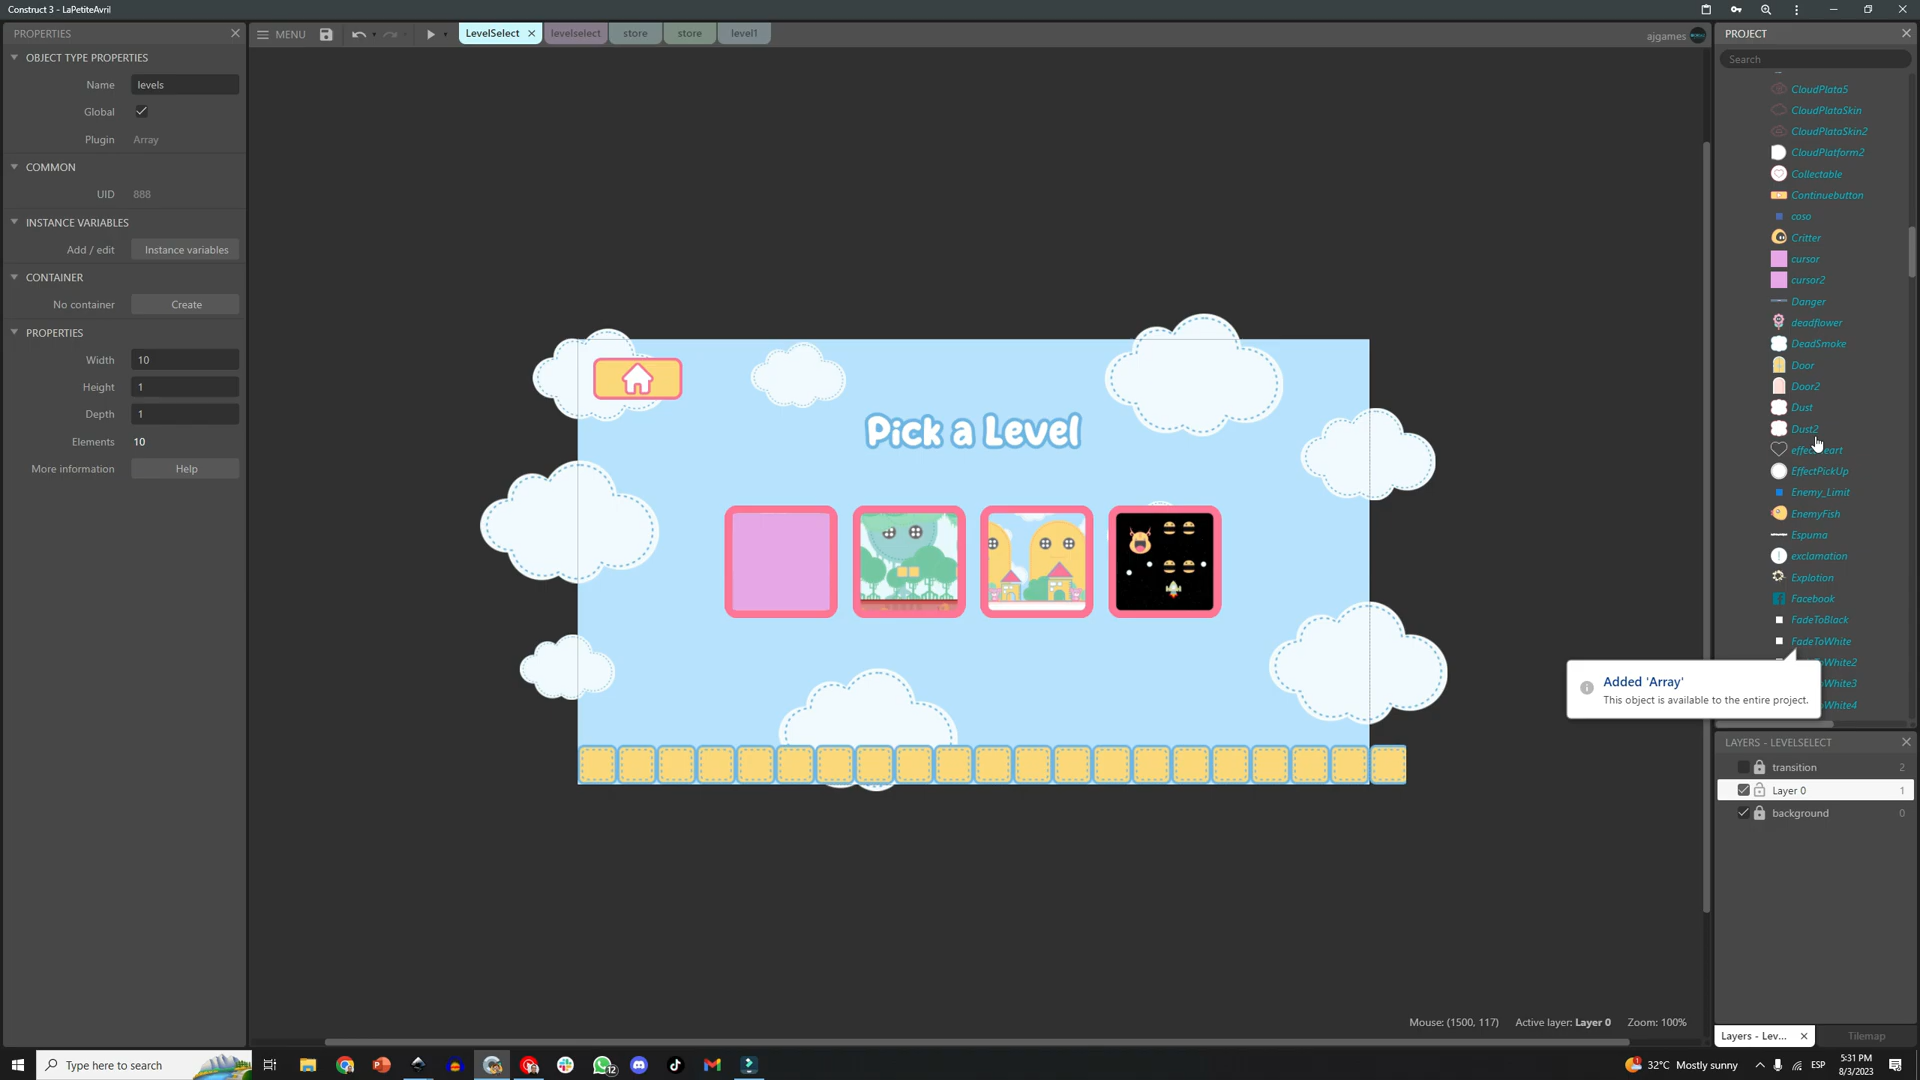 Construct 3 - LaPetiteAvril
PROPERTIES
MENU
LevelSelect
levelselect
store
store
level1
ajgames
PROJECT
Search
OBJECT TYPE PROPERTIES
Name levels
Global
Plugin Array
COMMON
UID 888
INSTANCE VARIABLES
Add / edit Instance variables
CONTAINER
No container Create
PROPERTIES
Width 10
Height 1
Depth 1
Elements 10
More information Help
Pick a Level
CloudPlata5
CloudPlataSkin
CloudPlataSkin2
CloudPlatform2
Collectable
Continuebutton
coso
Critter
cursor
cursor2
Danger
deadflower
DeadSmoke
Door
Door2
Dust
Dust2
EffectPickUp
Enemy_Limit
EnemyFish
Espuma
exclamation
Explotion
Facebook
FadeToBlack
FadeToWhite
White2
White3
White4
Added 'Array'
This object is available to the entire project.
LAYERS - LEVELSELECT
transition 2
Layer 0 1
background 0
Mouse: (1500, 117) Active layer: Layer 0 Zoom: 100%
Layers - Lev...
Tilemap
Type here to search
12
32°C Mostly sunny
ESP
5:31 PM
8/3/2023